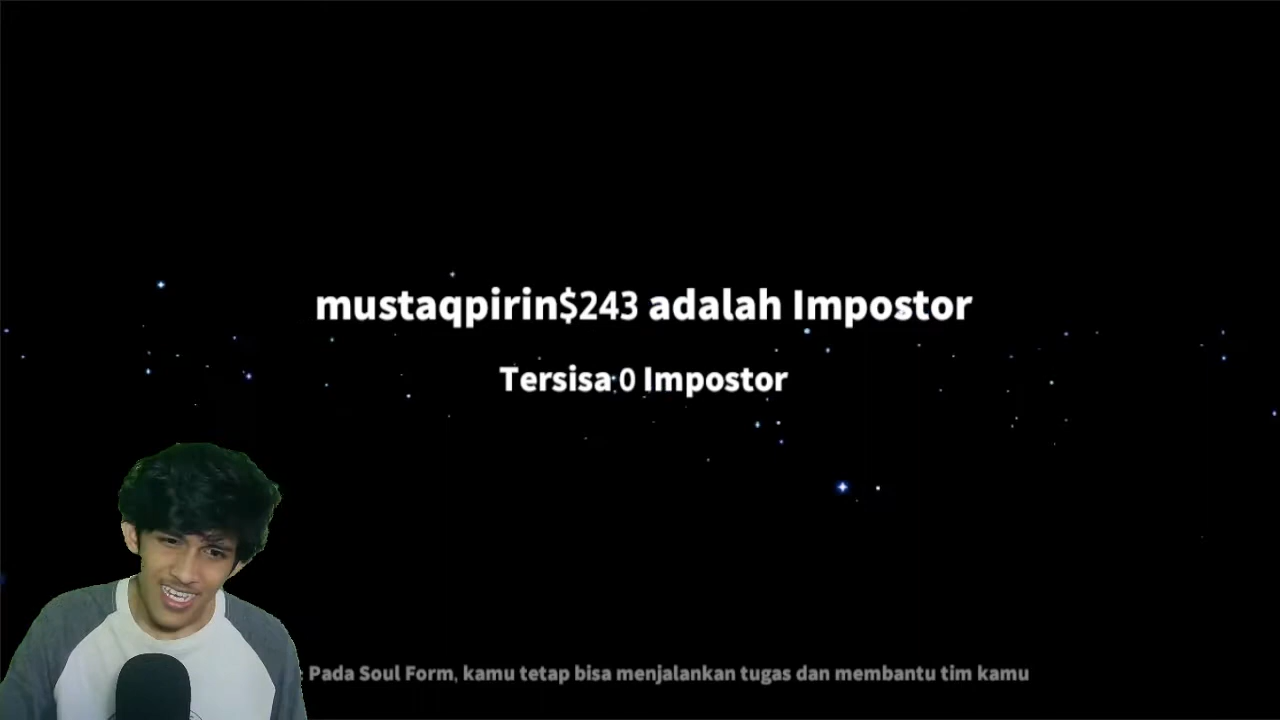 mustaqpirin$243 adalah Impostor
Tersisa 0 Impostor
: Pada Soul Form, kamu tetap bisa menjalankan tugas dan membantu tim kamu